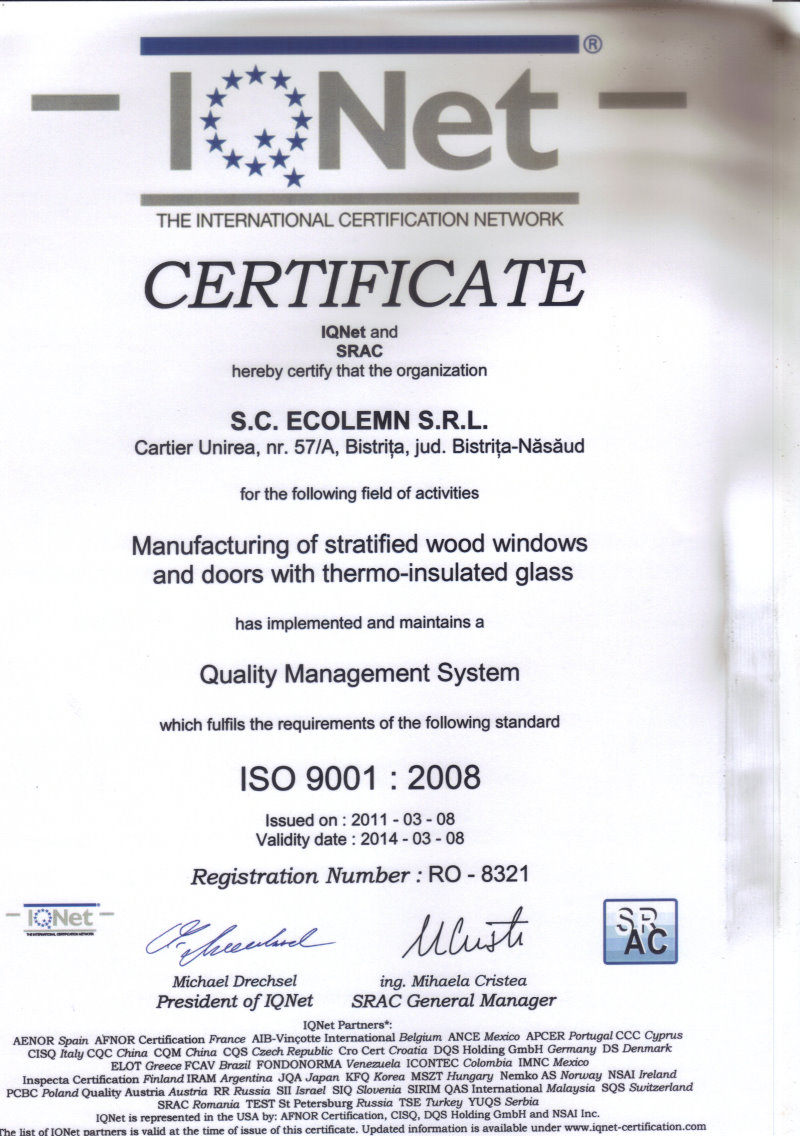 ®
IQNet
THE INTERNATIONAL CERTIFICATION NETWORK
CERTIFICATE
IQNet and
SRAC
hereby certify that the organization
S.C. ECOLEMN S.R.L.
Cartier Unirea, nr. 57/A, Bistrița, jud. Bistrița-Năsăud
for the following field of activities
Manufacturing of stratified wood windows
and doors with thermo-insulated glass
has implemented and maintains a
Quality Management System
which fulfils the requirements of the following standard
ISO 9001 : 2008
Issued on : 2011 - 03 - 08
Validity date : 2014 - 03 - 08
Registration Number : RO - 8321
IQNet
THE INTERNATIONAL CERTIFICATION NETWORK
SRAC
Michael Drechsel
President of IQNet
ing. Mihaela Cristea
SRAC General Manager
IQNet Partners*:
AENOR Spain AFNOR Certification France AIB-Vinçotte International Belgium ANCE Mexico APCER Portugal CCC Cyprus
CISQ Italy CQC China CQM China CQS Czech Republic Cro Cert Croatia DQS Holding GmbH Germany DS Denmark
ELOT Greece FCAV Brazil FONDONORMA Venezuela ICONTEC Colombia IMNC Mexico
Inspecta Certification Finland IRAM Argentina JQA Japan KFQ Korea MSZT Hungary Nemko AS Norway NSAI Ireland
PCBC Poland Quality Austria Austria RR Russia SII Israel SIQ Slovenia SIRIM QAS International Malaysia SQS Switzerland
SRAC Romania TEST St Petersburg Russia TSE Turkey YUQS Serbia
IQNet is represented in the USA by: AFNOR Certification, CISQ, DQS Holding GmbH and NSAI Inc.
The list of IQNet partners is valid at the time of issue of this certificate. Updated information is available under www.iqnet-certification.com